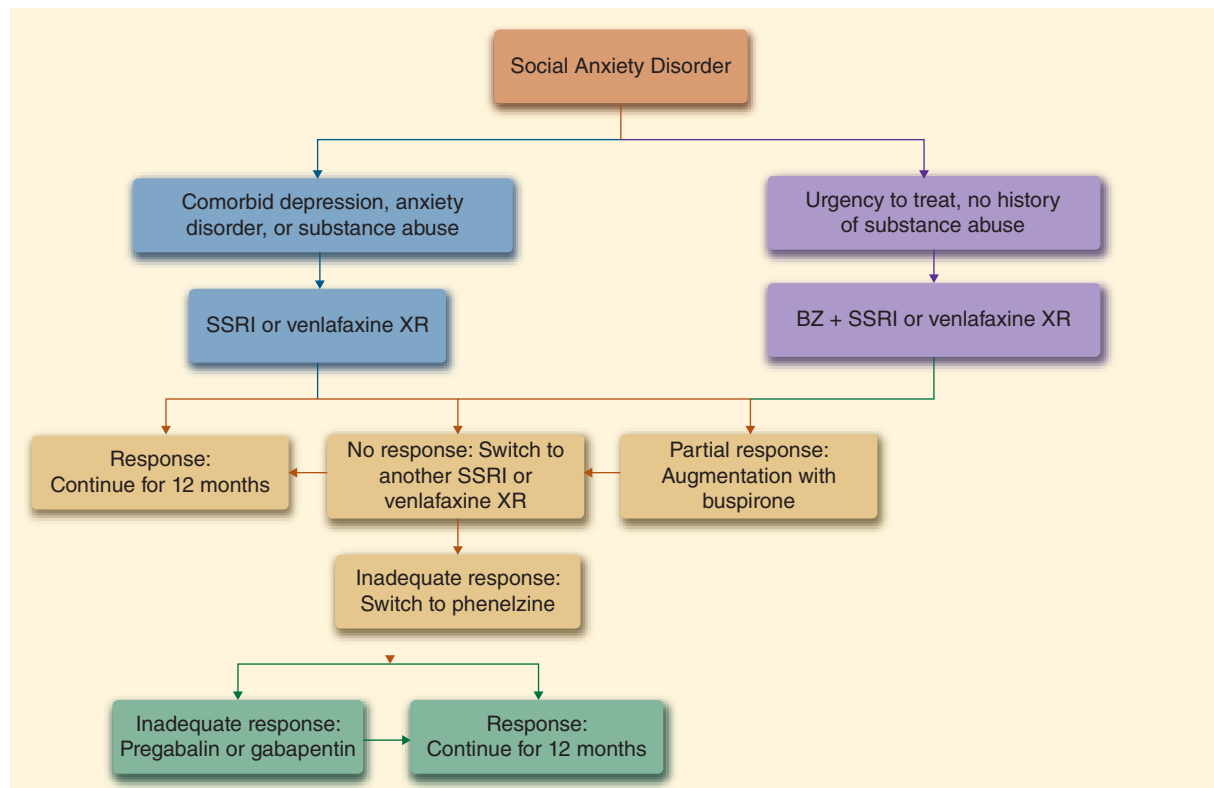 Social Anxiety Disorder
Comorbid depression, anxiety
disorder, or substance abuse
Urgency to treat, no history
of substance abuse
SSRI or venlafaxine XR
BZ + SSRI or venlafaxine XR
Response:
Continue for 12 months
No response: Switch to
another SSRI or
venlafaxine XR
Partial response:
Augmentation with
buspirone
Inadequate response:
Switch to phenelzine
Inadequate response:
Pregabalin or gabapentin
Response:
Continue for 12 months